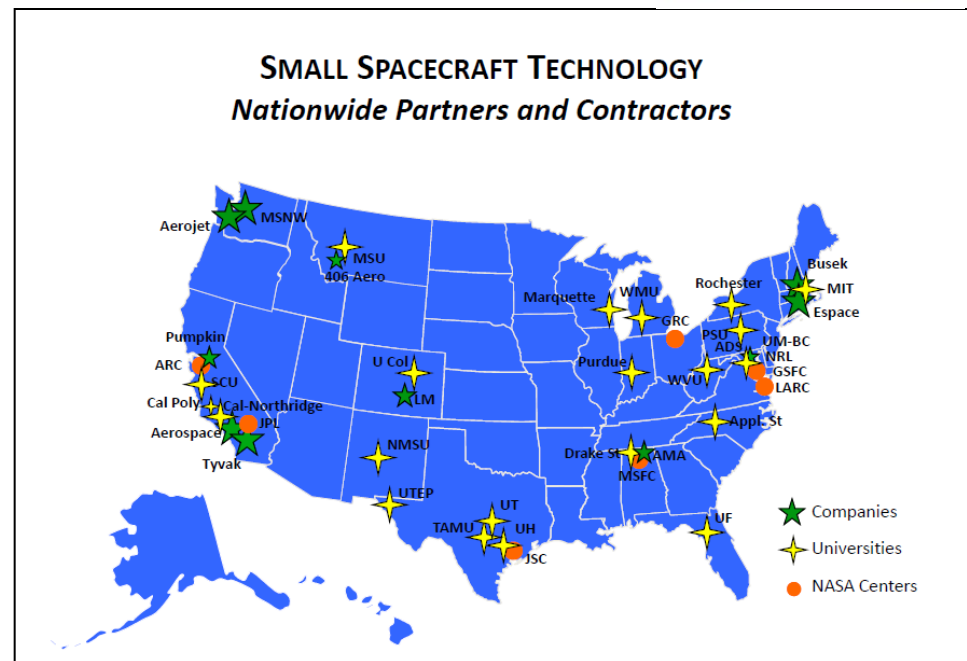 SMALL SPACECRAFT TECHNOLOGY
Nationwide Partners and Contractors
Aerojet
MSNW
MSU
406 Aero
Pumpkin
ARC
SCU
Cal Poly
Cal-Northridge
JPL
Aerospace
Tyvak
U Col
LM
NMSU
UTEP
UT
TAMU
UH
JSC
Marquette
WMU
GRC
Purdue
Rochester
Busek
MIT
Espace
PSU
ADS
UM-BC
NRL
GSFC
LARC
WVU
Appl. St
Drake St
AMA
MSFC
UF
Companies
Universities
NASA Centers